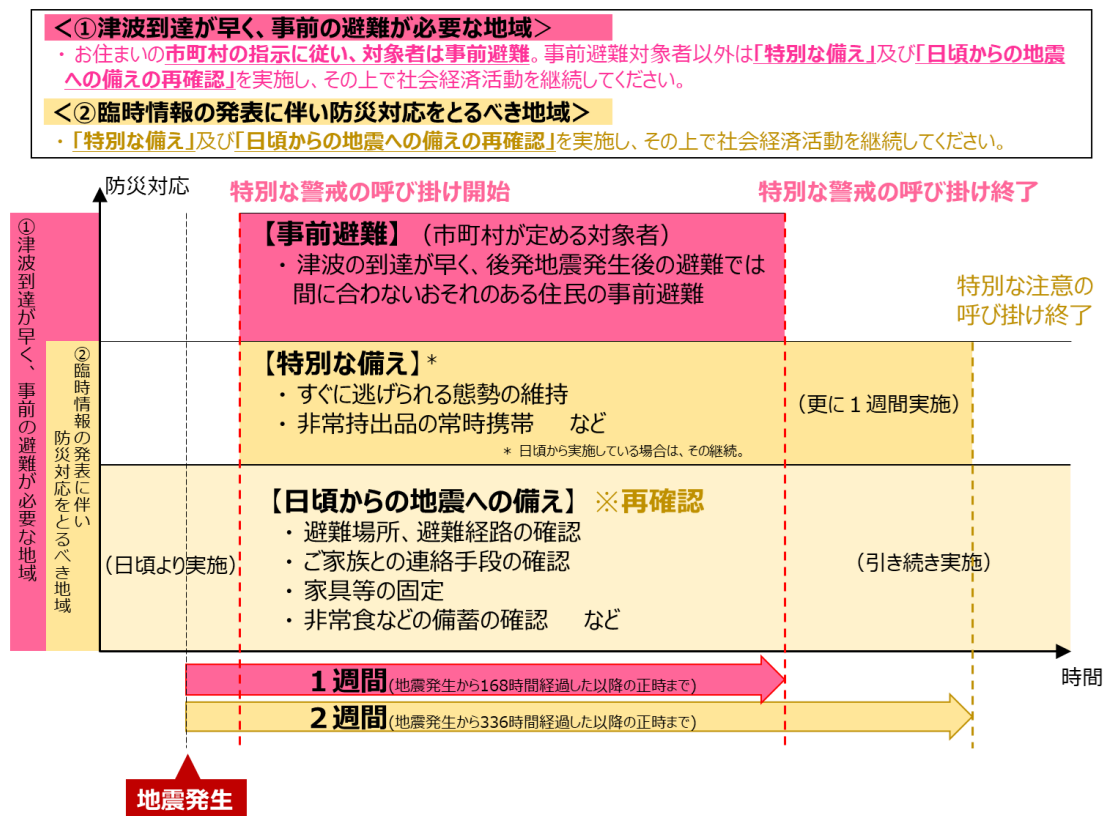 ＜①津波到達が早く、事前の避難が必要な地域＞
・お住まいの市町村の指示に従い、対象者は事前避難。事前避難対象者以外は「特別な備え」及び「日頃からの地震
への備えの再確認」を実施し、その上で社会経済活動を継続してください。
＜②臨時情報の発表に伴い防災対応をとるべき地域＞
・「特別な備え」及び「日頃からの地震への備えの再確認」を実施し、その上で社会経済活動を継続してください。
防災対応
特別な警戒の呼び掛け開始
特別な警戒の呼び掛け終了
①津波到達が早く、事前の避難が必要な地域
②臨時情報の発表に伴い
防災対応をとるべき地域
【事前避難】（市町村が定める対象者）
・津波の到達が早く、後発地震発生後の避難では
間に合わないおそれのある住民の事前避難
特別な注意の
呼び掛け終了
【特別な備え】*
・すぐに逃げられる態勢の維持
・非常持出品の常時携帯　など
* 日頃から実施している場合は、その継続。
（更に１週間実施）
【日頃からの地震への備え】 ※再確認
・避難場所、避難経路の確認
・ご家族との連絡手段の確認
・家具等の固定
・非常食などの備蓄の確認　など
（日頃より実施）
（引き続き実施）
時間
１週間(地震発生から168時間経過した以降の正時まで)
２週間(地震発生から336時間経過した以降の正時まで)
地震発生